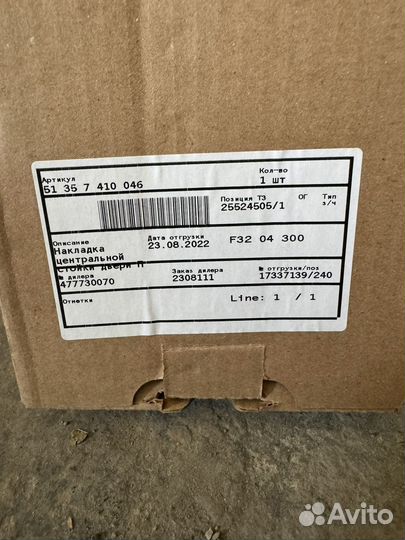 Артикул
51 35 7 410 046
Кол-во
1 шт
Позиция ТЗ
25524505/1
ОГ
Тип
з/ч
Описание
Накладка
центральной
стойки двери П
Дата отгрузки
23.08.2022
F32 04 300
№ дилера
477730070
Заказ дилера
2308111
№ отгрузки/поз
17337139/240
Отметки
Line: 1 / 1
Avito